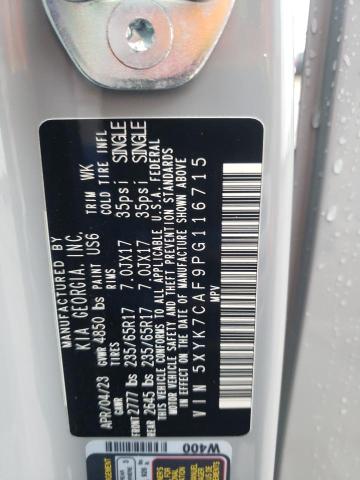 MANUFACTURED BY
KIA GEORGIA, INC.
APR/04/23 GVWR 4850 lbs PAINT US6 TRIM WK
GAWR TIRES RIMS COLD TIRE INFL
FRONT 2777 lbs 235/65R17 7.0JX17 35psi SINGLE
REAR 2645 lbs 235/65R17 7.0JX17 35psi SINGLE
THIS VEHICLE CONFORMS TO ALL APPLICABLE U.S.A. FEDERAL
MOTOR VEHICLE SAFETY, BUMPER, AND THEFT PREVENTION STANDARDS
IN EFFECT ON THE DATE OF MANUFACTURE SHOWN ABOVE.
VIN 5XYK7CAF9PG116715
MPV
W400